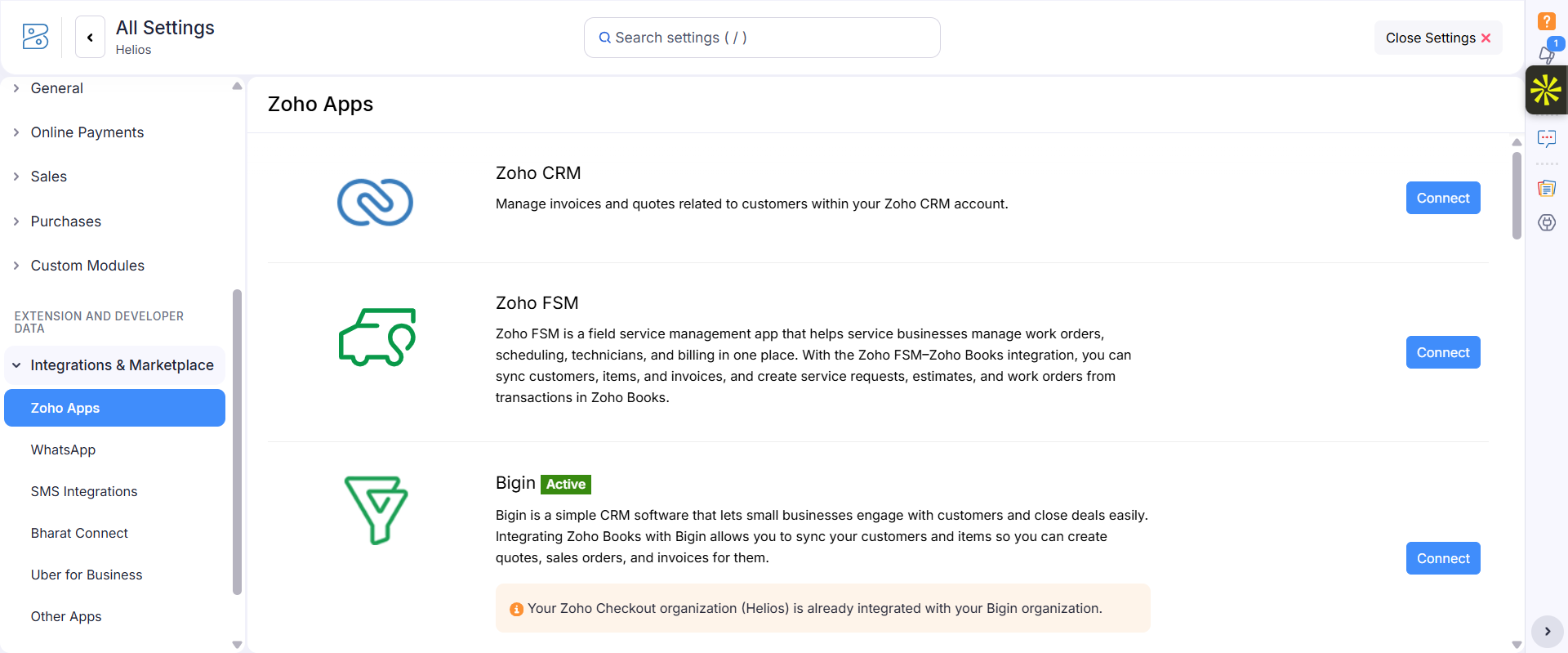 All Settings
Helios
Search settings ( / )
Close Settings
?
1
General
Online Payments
Sales
Purchases
Custom Modules
EXTENSION AND DEVELOPER
DATA
Integrations & Marketplace
Zoho Apps
WhatsApp
SMS Integrations
Bharat Connect
Uber for Business
Other Apps
Zoho Apps
Zoho CRM
Manage invoices and quotes related to customers within your Zoho CRM account.
Connect
Zoho FSM
Zoho FSM is a field service management app that helps service businesses manage work orders,
scheduling, technicians, and billing in one place. With the Zoho FSM–Zoho Books integration, you can
sync customers, items, and invoices, and create service requests, estimates, and work orders from
transactions in Zoho Books.
Connect
Bigin Active
Bigin is a simple CRM software that lets small businesses engage with customers and close deals easily.
Integrating Zoho Books with Bigin allows you to sync your customers and items so you can create
quotes, sales orders, and invoices for them.
Connect
Your Zoho Checkout organization (Helios) is already integrated with your Bigin organization.